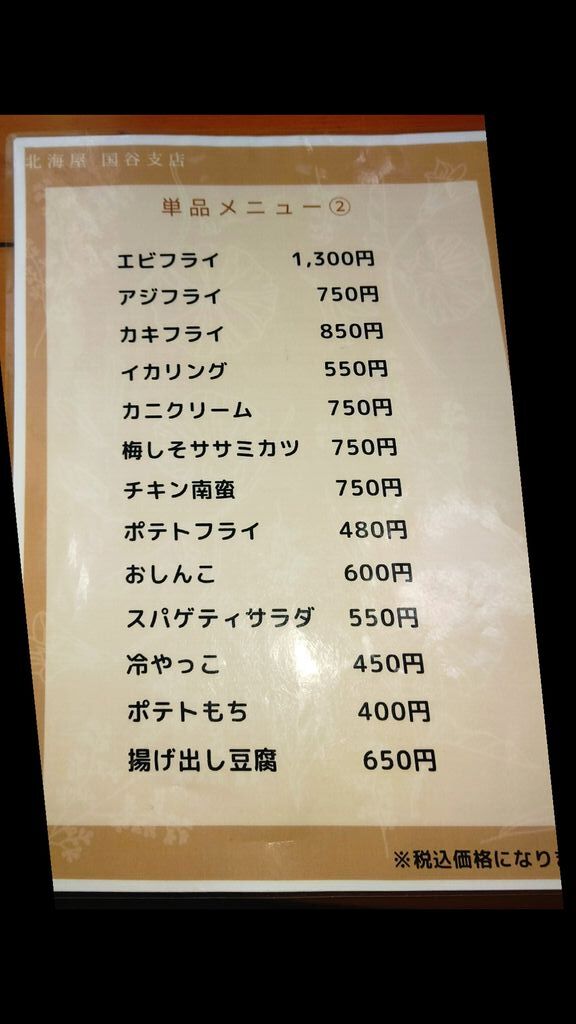 北海屋 国谷支店
単品メニュー②
エビフライ 1,300円
アジフライ 750円
カキフライ 850円
イカリング 550円
カニクリーム 750円
梅しそササミカツ 750円
チキン南蛮 750円
ポテトフライ 480円
おしんこ 600円
スパゲティサラダ 550円
冷やっこ 450円
ポテトもち 400円
揚げ出し豆腐 650円
※税込価格になり